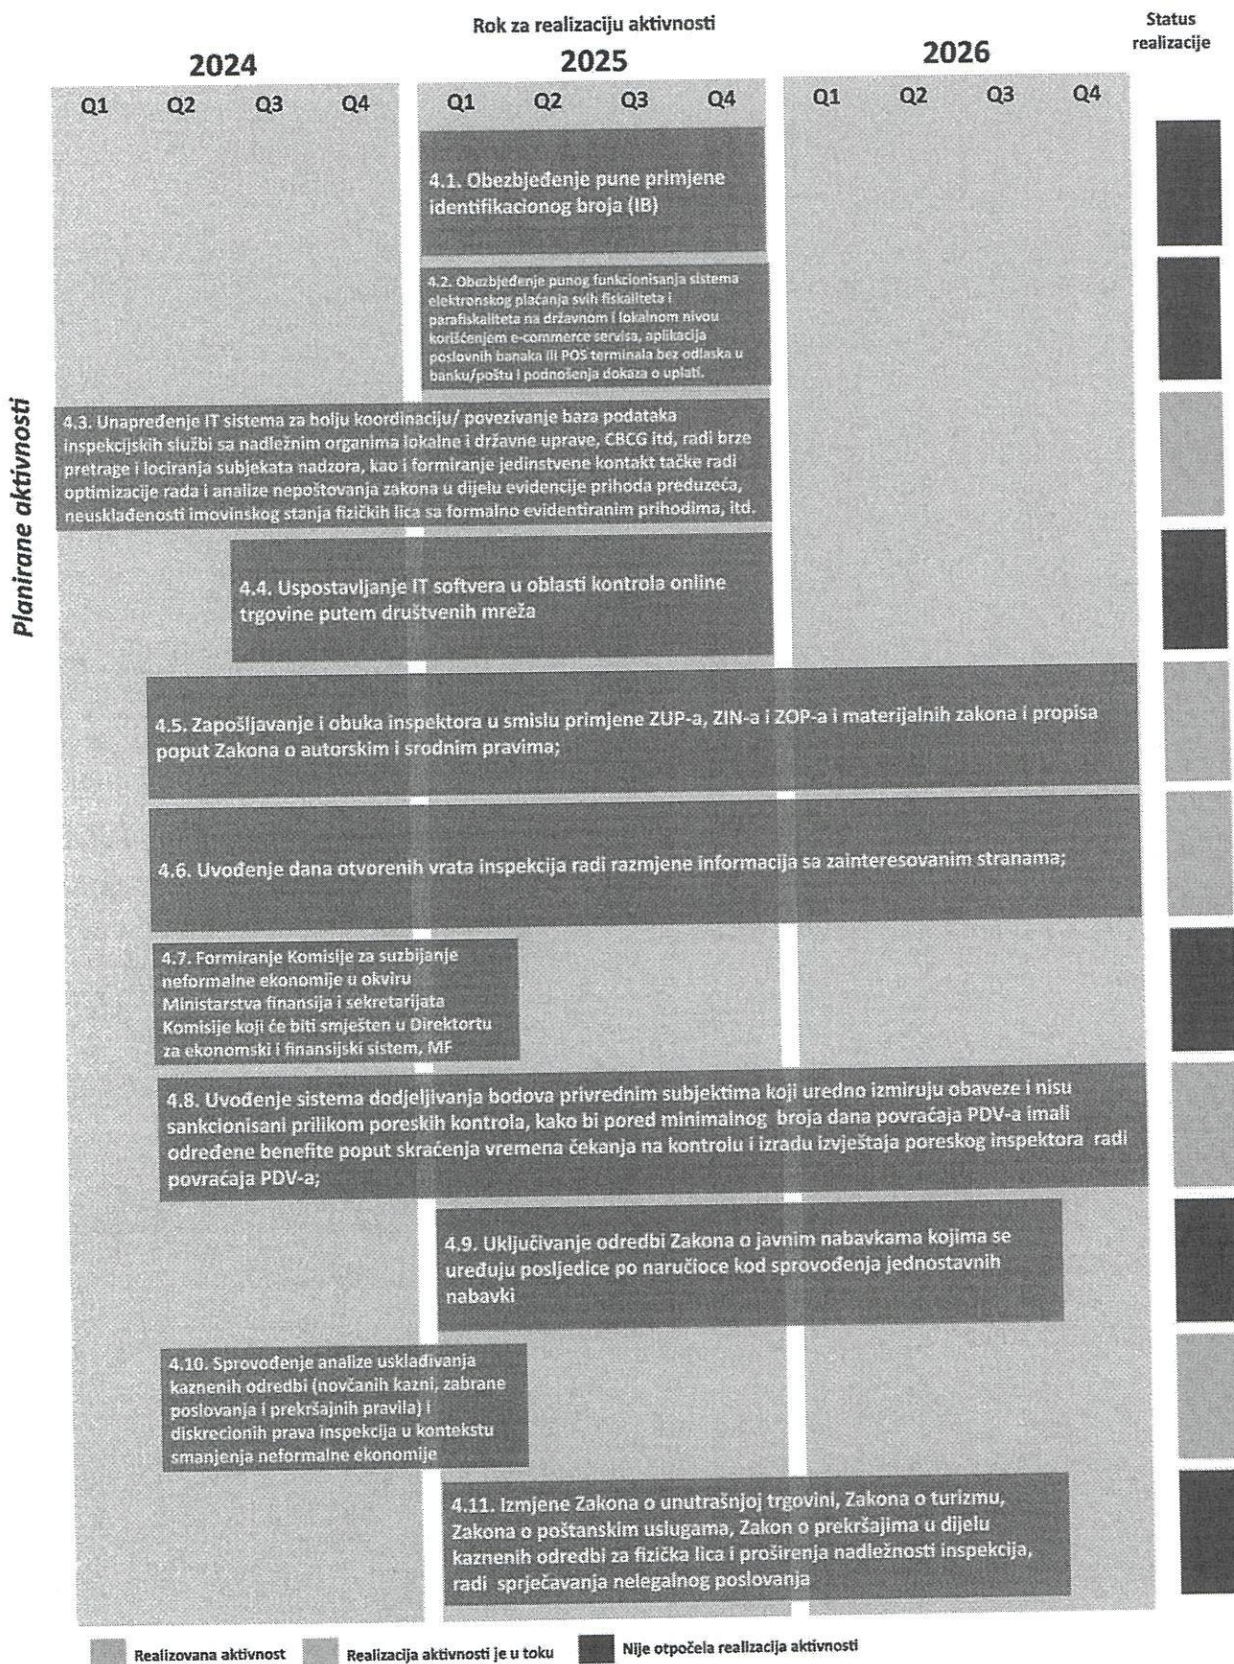 Rok za realizaciju aktivnosti
Status
realizacije
2024
2025
2026
Q1 Q2 Q3 Q4 Q1 Q2 Q3 Q4 Q1 Q2 Q3 Q4
Planirane aktivnosti
4.1. Obezbjeđenje pune primjene
identifikacionog broja (IB)
4.2. Obezbjeđenje punog funkcionisanja sistema
elektronskog plaćanja svih fiskaliteta i
parafiskaliteta na državnom i lokalnom nivou
korišćenjem e-commerce servisa, aplikacija
poslovnih banaka ili POS terminala bez odlaska u
banku/poštu i podnošenja dokaza o uplati.
4.3. Unapređenje IT sistema za bolju koordinaciju/ povezivanje baza podataka
inspekcijskih službi sa nadležnim organima lokalne i državne uprave, CBCG itd, radi brze
pretrage i lociranja subjekata nadzora, kao i formiranje jedinstvene kontakt tačke radi
optimizacije rada i analize nepoštovanja zakona u dijelu evidencije prihoda preduzeća,
neusklađenosti imovinskog stanja fizičkih lica sa formalno evidentiranim prihodima, itd.
4.4. Uspostavljanje IT softvera u oblasti kontrola online
trgovine putem društvenih mreža
4.5. Zapošljavanje i obuka inspektora u smislu primjene ZUP-a, ZIN-a i ZOP-a i materijalnih zakona i propisa
poput Zakona o autorskim i srodnim pravima;
4.6. Uvođenje dana otvorenih vrata inspekcija radi razmjene informacija sa zainteresovanim stranama;
4.7. Formiranje Komisije za suzbijanje
neformalne ekonomije u okviru
Ministarstva finansija i sekretarijata
Komisije koji će biti smješten u Direktortu
za ekonomski i finansijski sistem, MF
4.8. Uvođenje sistema dodjeljivanja bodova privrednim subjektima koji uredno izmiruju obaveze i nisu
sankcionisani prilikom poreskih kontrola, kako bi pored minimalnog broja dana povraćaja PDV-a imali
određene benefite poput skraćenja vremena čekanja na kontrolu i izradu izvještaja poreskog inspektora radi
povraćaja PDV-a;
4.9. Uključivanje odredbi Zakona o javnim nabavkama kojima se
uređuju posljedice po naručioce kod sprovođenja jednostavnih
nabavki
4.10. Sprovođenje analize usklađivanja
kaznenih odredbi (novčanih kazni, zabrane
poslovanja i prekršajnih pravila) i
diskrecionih prava inspekcija u kontekstu
smanjenja neformalne ekonomije
4.11. Izmjene Zakona o unutrašnjoj trgovini, Zakona o turizmu,
Zakona o poštanskim uslugama, Zakon o prekršajima u dijelu
kaznenih odredbi za fizička lica i proširenja nadležnosti inspekcija,
radi sprječavanja nelegalnog poslovanja
Realizovana aktivnost Realizacija aktivnosti je u toku Nije otpočela realizacija aktivnosti